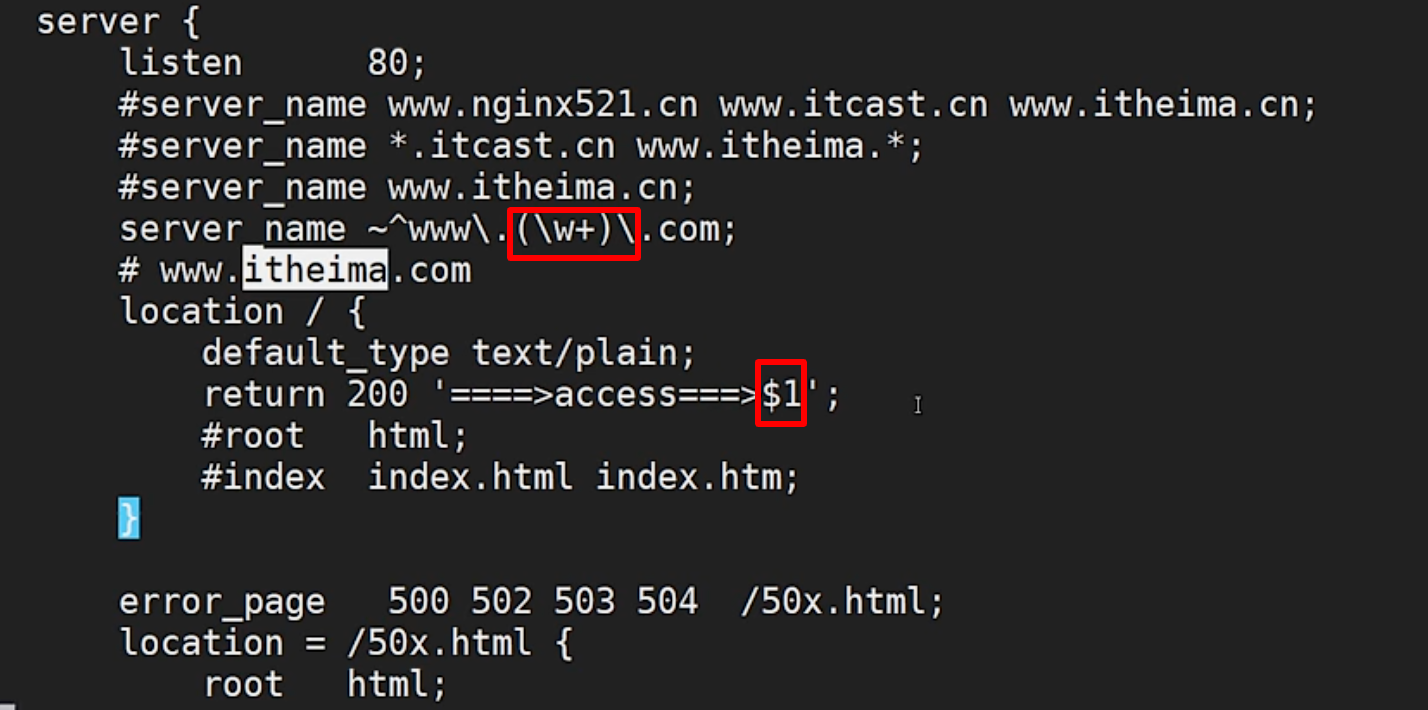 server {
listen 80;
#server_name www.nginx521.cn www.itcast.cn www.itheima.cn;
#server_name *.itcast.cn www.itheima.*;
#server_name www.itheima.cn;
server_name ~^www\.(\w+)\.com;
# www.itheima.com
location / {
default_type text/plain;
return 200 '====>access===>$1';
#root html;
#index index.html index.htm;
}
error_page 500 502 503 504 /50x.html;
location = /50x.html {
root html;